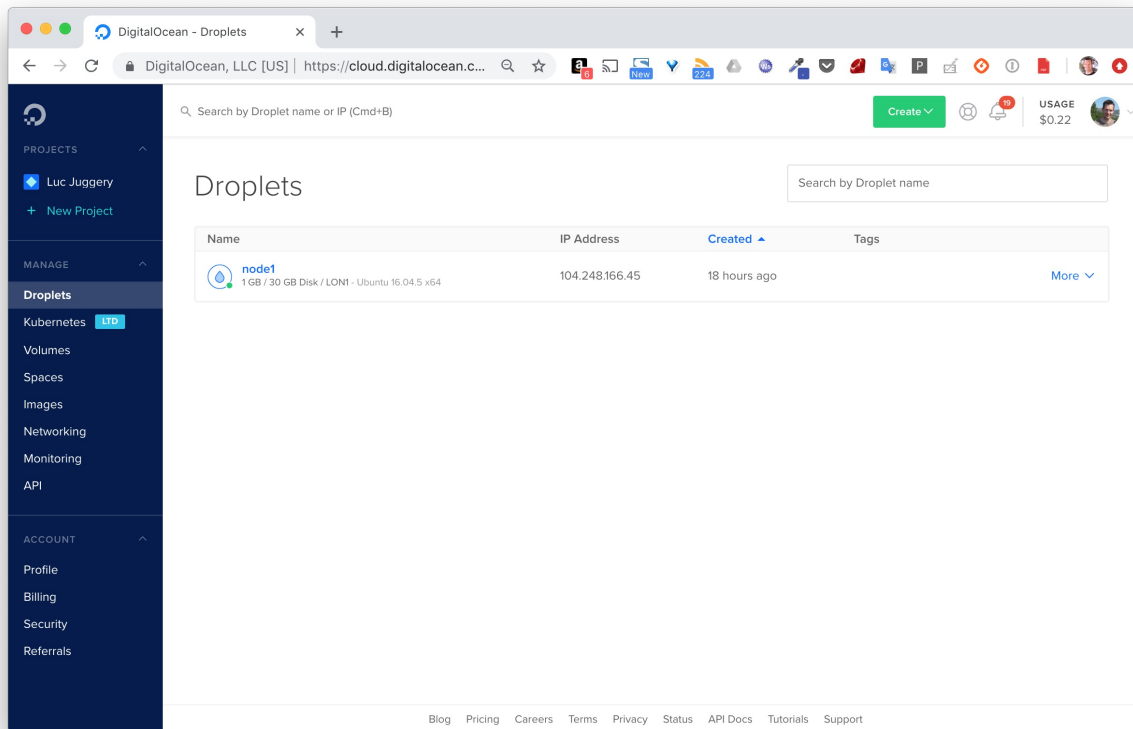 DigitalOcean - Droplets
DigitalOcean, LLC [US] | https://cloud.digitalocean.c...
6
New
224
Search by Droplet name or IP (Cmd+B)
Create
19
USAGE
$0.22
PROJECTS
Luc Juggery
+ New Project
MANAGE
Droplets
Kubernetes LTD
Volumes
Spaces
Images
Networking
Monitoring
API
ACCOUNT
Profile
Billing
Security
Referrals
Droplets
Search by Droplet name
Name IP Address Created Tags
node1
1 GB / 30 GB Disk / LON1 - Ubuntu 16.04.5 x64
104.248.166.45 18 hours ago More
Blog Pricing Careers Terms Privacy Status API Docs Tutorials Support